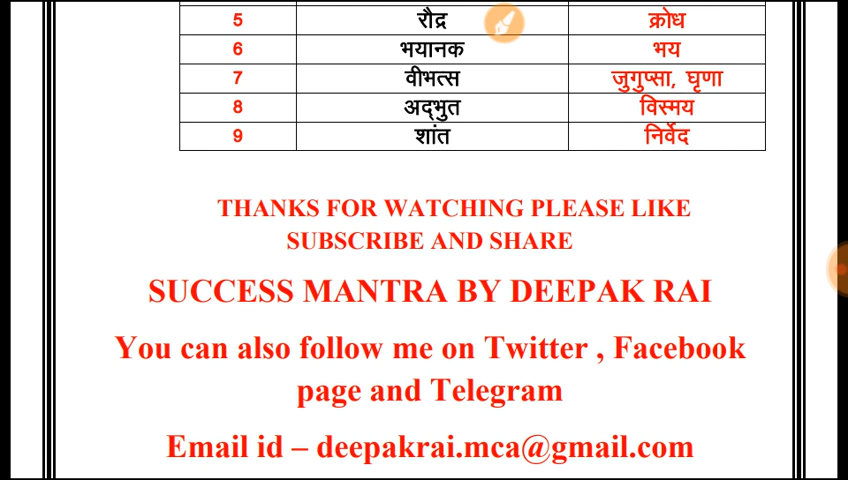 5 रौद्र क्रोध
6 भयानक भय
7 वीभत्स जुगुप्सा, घृणा
8 अद्‌भुत विस्मय
9 शांत निर्वेद
THANKS FOR WATCHING PLEASE LIKE
SUBSCRIBE AND SHARE
SUCCESS MANTRA BY DEEPAK RAI
You can also follow me on Twitter , Facebook
page and Telegram
Email id – deepakrai.mca@gmail.com